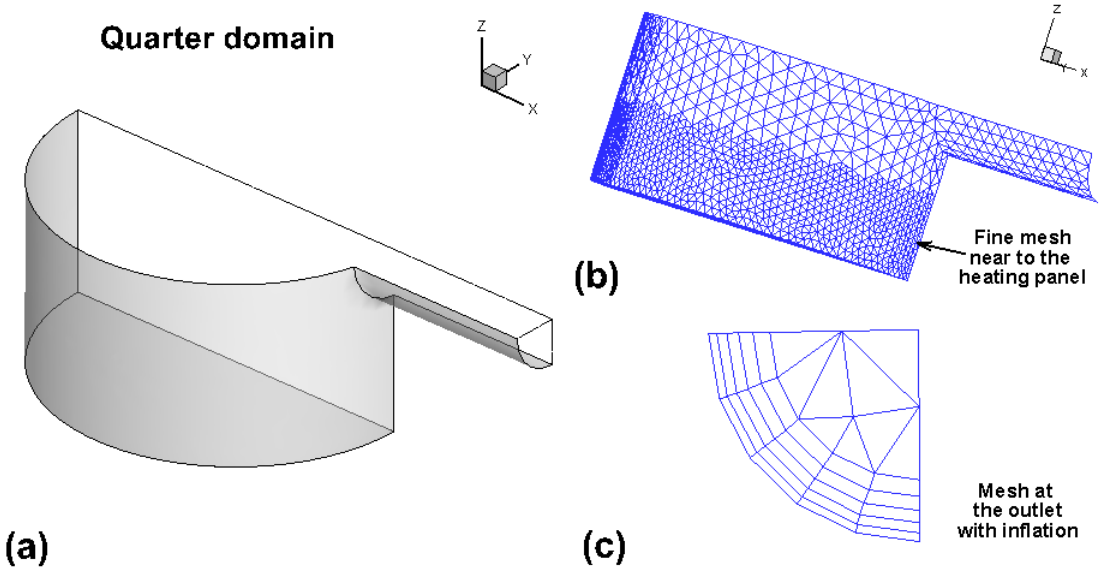 Quarter domain
Z
Y
X
(a)
Z
Y
X
Fine mesh
near to the
heating panel
(b)
Mesh at
the outlet
with inflation
(c)